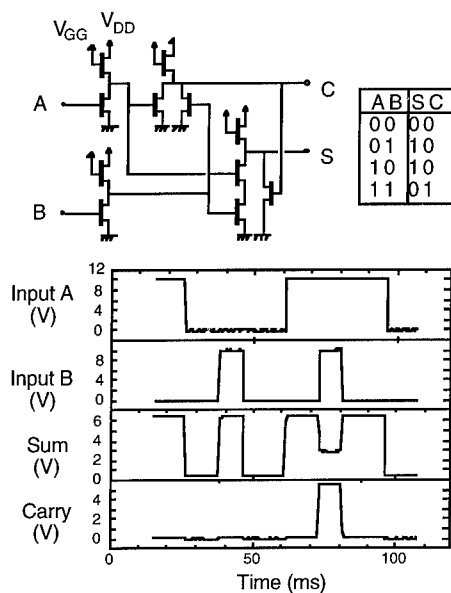 V_GG V_DD
A
B
C
S
A B S C
0 0 0 0
0 1 1 0
1 0 1 0
1 1 0 1
Input A
(V)
12
8
4
0
Input B
(V)
8
4
0
Sum
(V)
6
4
2
0
Carry
(V)
4
2
0
0 50 100
Time (ms)